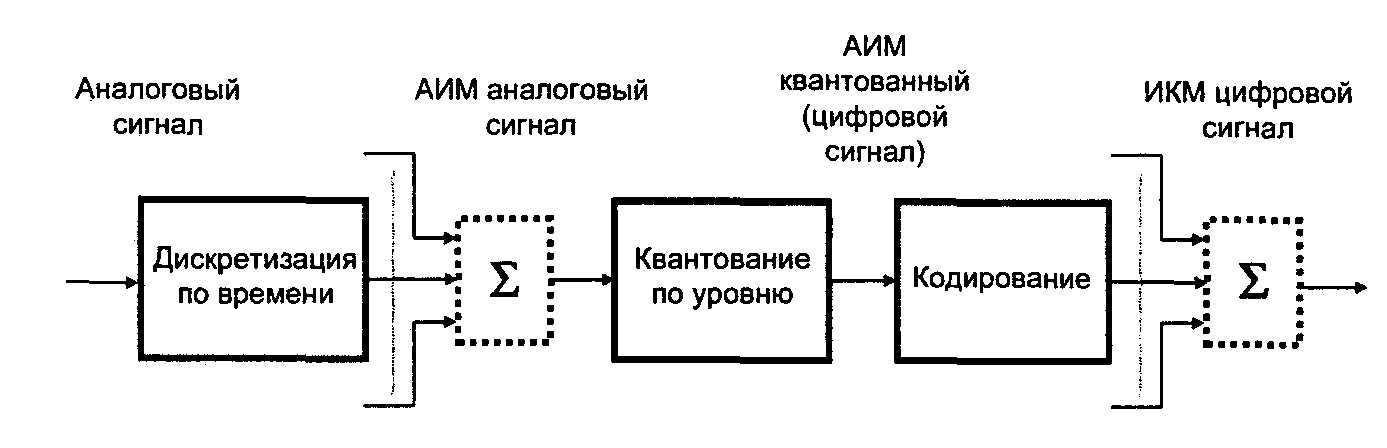 Аналоговый
сигнал
АИМ аналоговый
сигнал
АИМ
квантованный
(цифровой
сигнал)
ИКМ цифровой
сигнал
Дискретизация
по времени
Σ
Квантование
по уровню
Кодирование
Σ